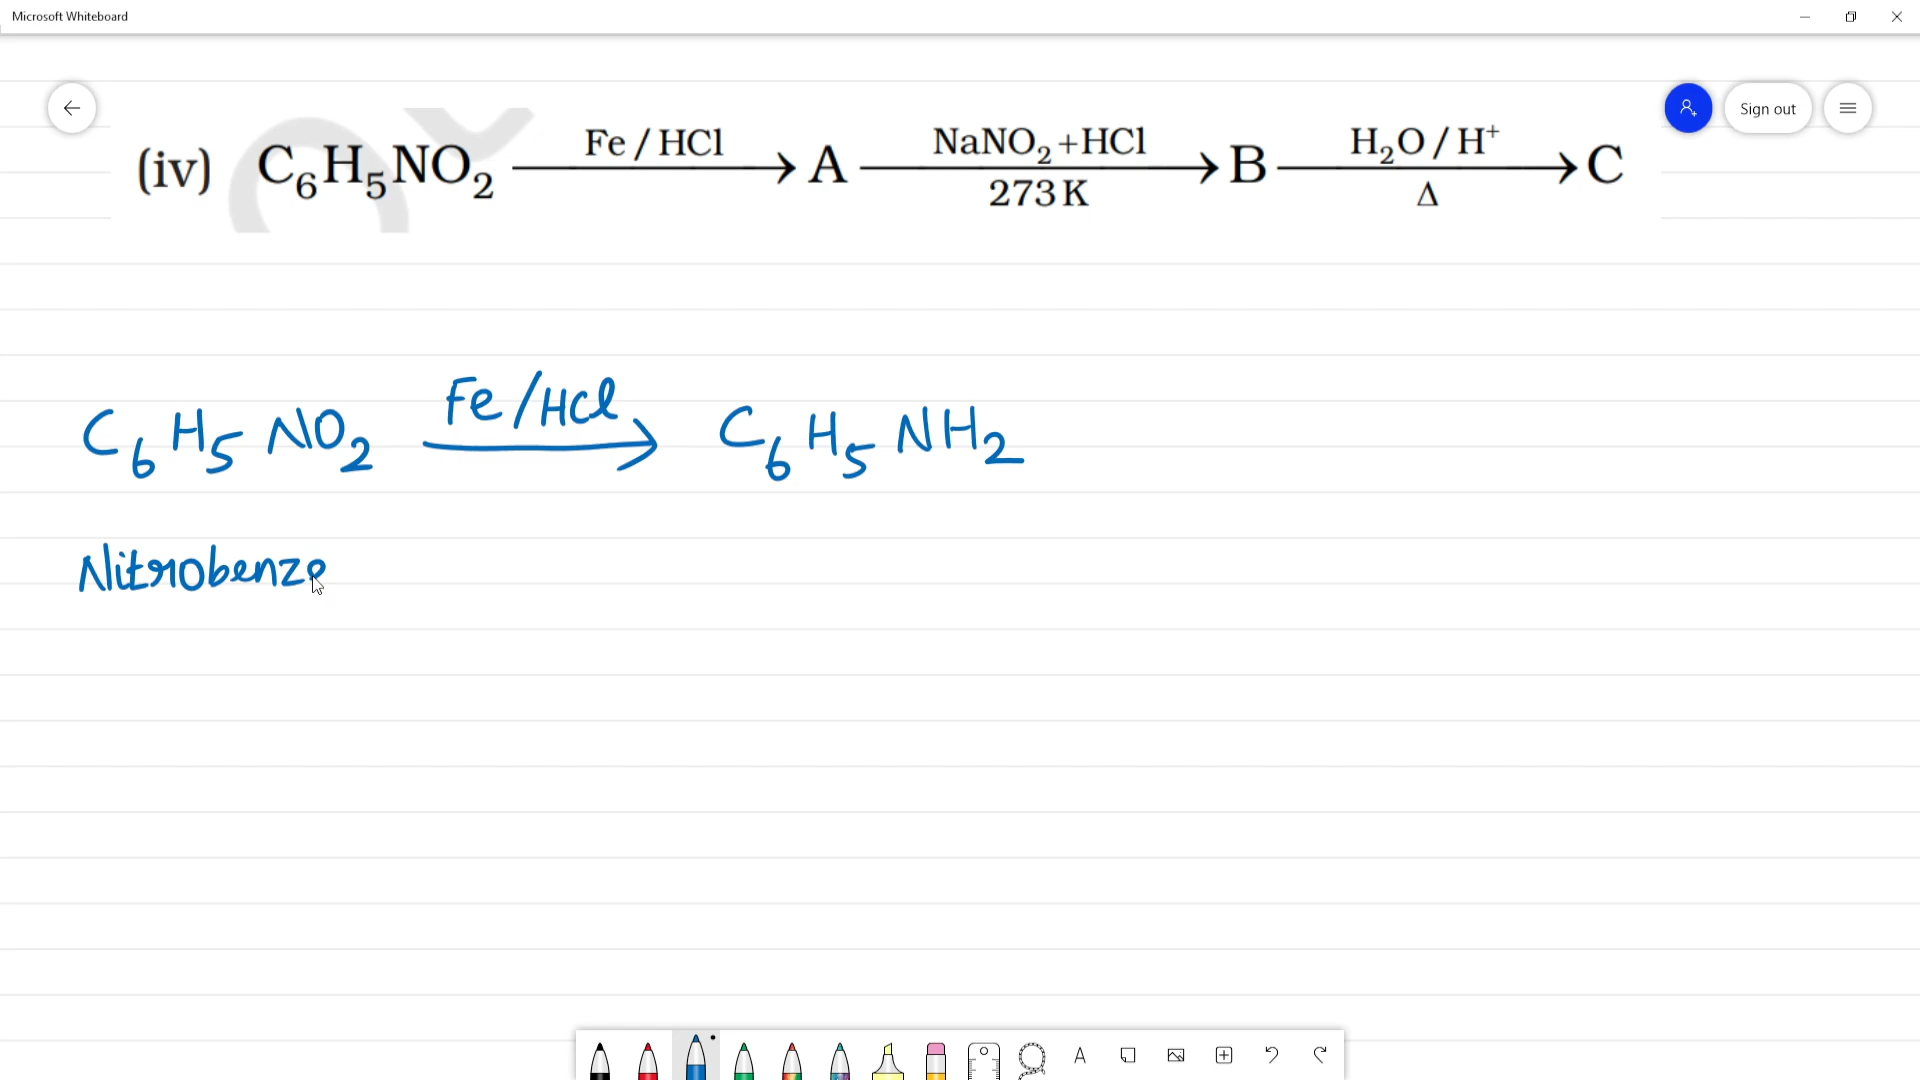 Microsoft Whiteboard
Sign out
(iv) C₆H₅NO₂ —Fe / HCl→ A —NaNO₂+HCl / 273 K→ B —H₂O / H⁺ / Δ→ C
C₆H₅NO₂ —Fe/HCl→ C₆H₅NH₂
Nitrobenze
A